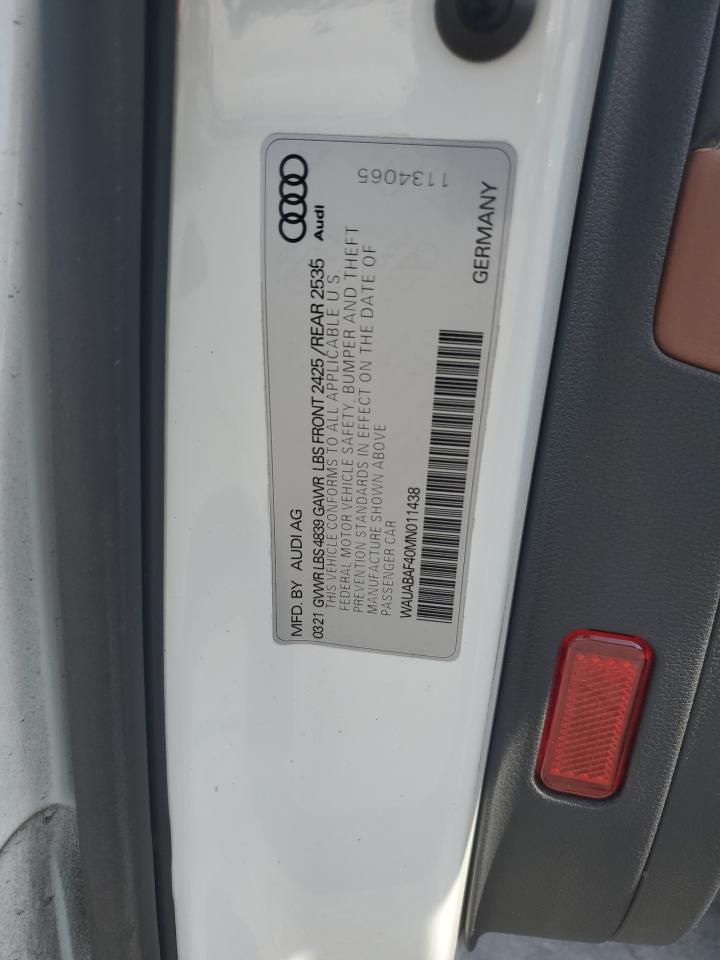 MFD. BY AUDI AG
0321 GVWR LBS 4839 GAWR LBS FRONT 2425 /REAR 2535
THIS VEHICLE CONFORMS TO ALL APPLICABLE U.S.
FEDERAL MOTOR VEHICLE SAFETY, BUMPER AND THEFT
PREVENTION STANDARDS IN EFFECT ON THE DATE OF
MANUFACTURE SHOWN ABOVE
PASSENGER CAR
WAUABAF40MN011438
Audi
1134065
GERMANY